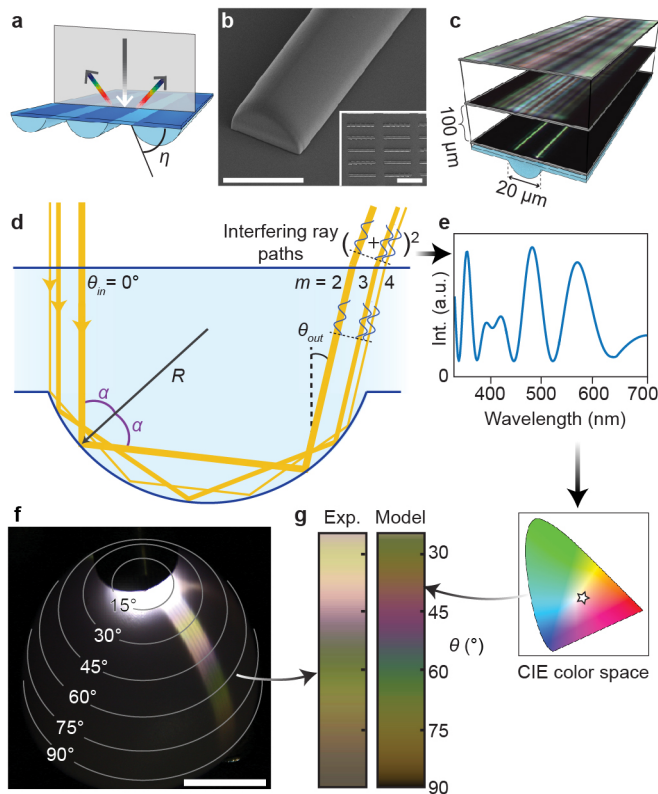 a
η
b
c
100 μm
20 μm
d
Interfering ray
paths
( + )²
θin = 0°
m = 2 3 4
θout
R
α
α
e
Int. (a.u.)
0
400 500 600 700
Wavelength (nm)
f
15°
30°
45°
60°
75°
90°
g
Exp. Model
30
45
θ (°)
60
75
90
CIE color space